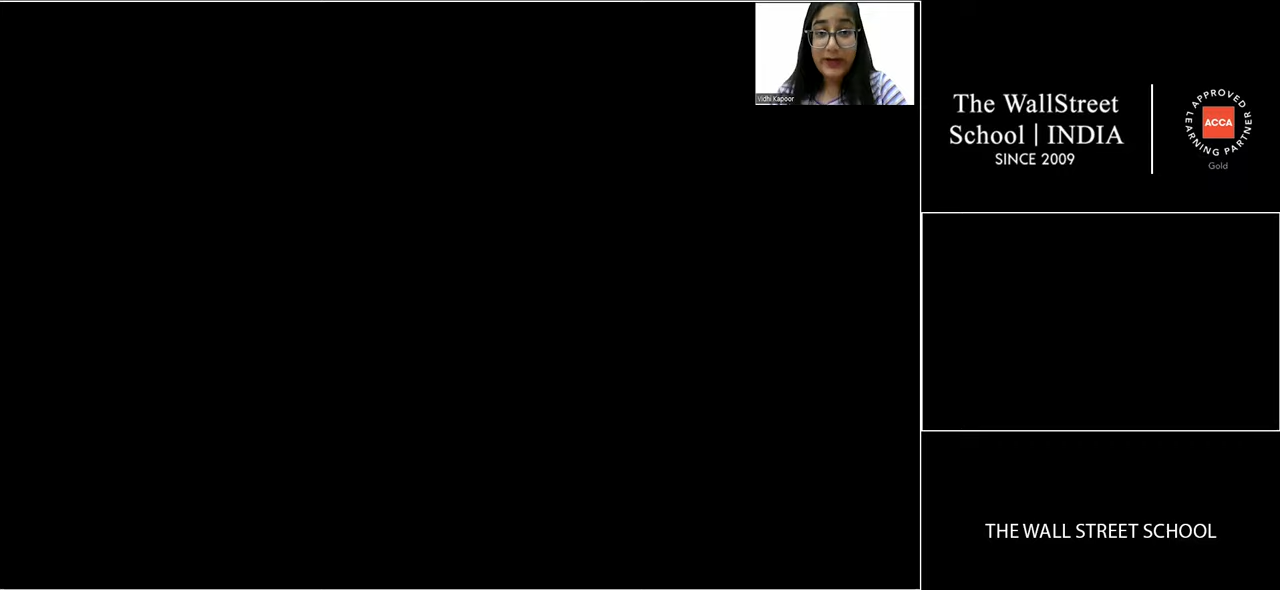 Vidhi Kapoor
The WallStreet
School | INDIA
SINCE 2009
APPROVED
ACCA
LEARNING PARTNER
Gold
THE WALL STREET SCHOOL